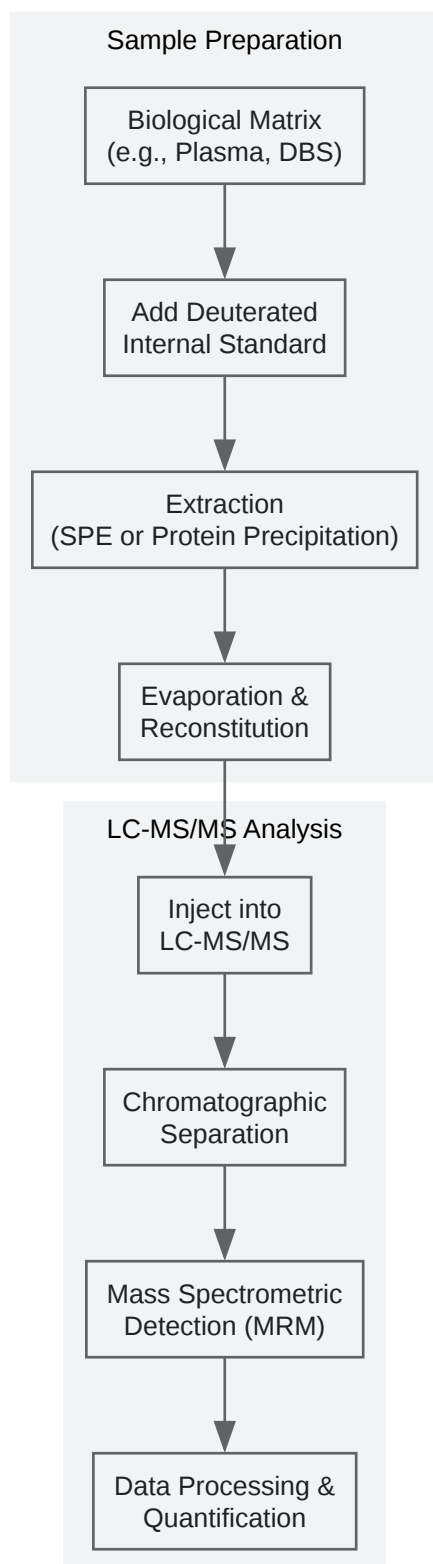 Sample Preparation
Biological Matrix
(e.g., Plasma, DBS)
Add Deuterated
Internal Standard
Extraction
(SPE or Protein Precipitation)
Evaporation &
Reconstitution
LC-MS/MS Analysis
Inject into
LC-MS/MS
Chromatographic
Separation
Mass Spectrometric
Detection (MRM)
Data Processing &
Quantification